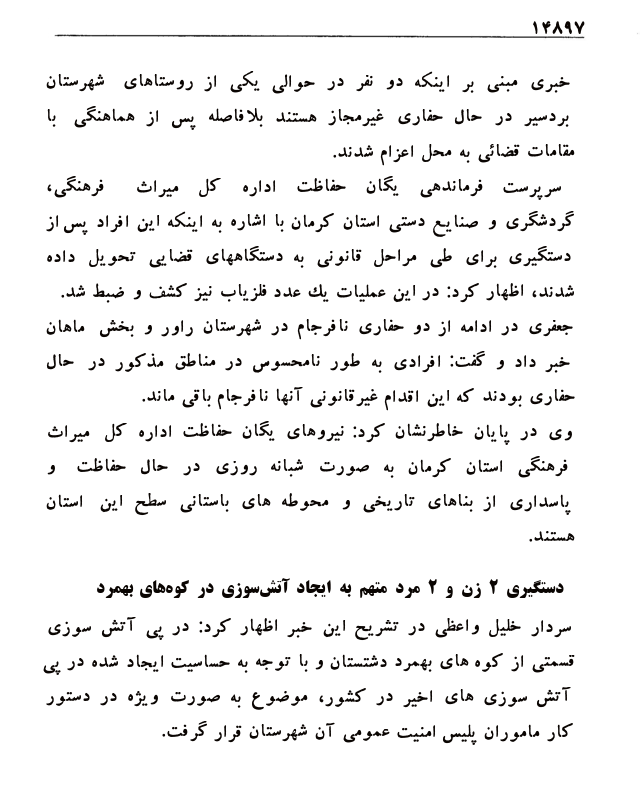 ۱۴۸۹۷
خبری مبنی بر اینکه دو نفر در حوالی یکی از روستاهای شهرستان
بردسیر در حال حفاری غیرمجاز هستند بلافاصله پس از هماهنگی با
مقامات قضائی به محل اعزام شدند.
سرپرست فرماندهی یگان حفاظت اداره کل میراث فرهنگی،
گردشگری و صنایع دستی استان کرمان با اشاره به اینکه این افراد پس از
دستگیری برای طی مراحل قانونی به دستگاههای قضایی تحویل داده
شدند، اظهار کرد: در این عملیات یك عدد فلزیاب نیز کشف و ضبط شد.
جعفری در ادامه از دو حفاری نافرجام در شهرستان راور و بخش ماهان
خبر داد و گفت: افرادی به طور نامحسوس در مناطق مذکور در حال
حفاری بودند که این اقدام غیرقانونی آنها نافرجام باقی ماند.
وی در پایان خاطرنشان کرد: نیروهای یگان حفاظت اداره کل میراث
فرهنگی استان کرمان به صورت شبانه روزی در حال حفاظت و
پاسداری از بناهای تاریخی و محوطه های باستانی سطح این استان
هستند.
دستگیری ۲ زن و ۲ مرد متهم به ایجاد آتش‌سوزی در کوه‌های بهمرد
سردار خلیل واعظی در تشریح این خبر اظهار کرد: در پی آتش سوزی
قسمتی از کوه های بهمرد دشتستان و با توجه به حساسیت ایجاد شده در پی
آتش سوزی های اخیر در کشور، موضوع به صورت ویژه در دستور
کار ماموران پلیس امنیت عمومی آن شهرستان قرار گرفت.